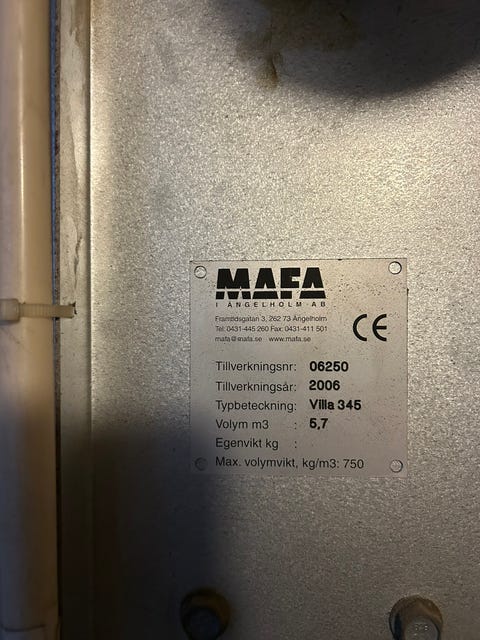 MAFA
I ÄNGELHOLM AB
Framtidsgatan 3, 262 73 Ängelholm
Tel: 0431-445 260 Fax: 0431-411 501
mafa@mafa.se www.mafa.se
CE
Tillverkningsnr: 06250
Tillverkningsår: 2006
Typbeteckning: Villa 345
Volym m3 : 5,7
Egenvikt kg :
Max. volymvikt, kg/m3: 750